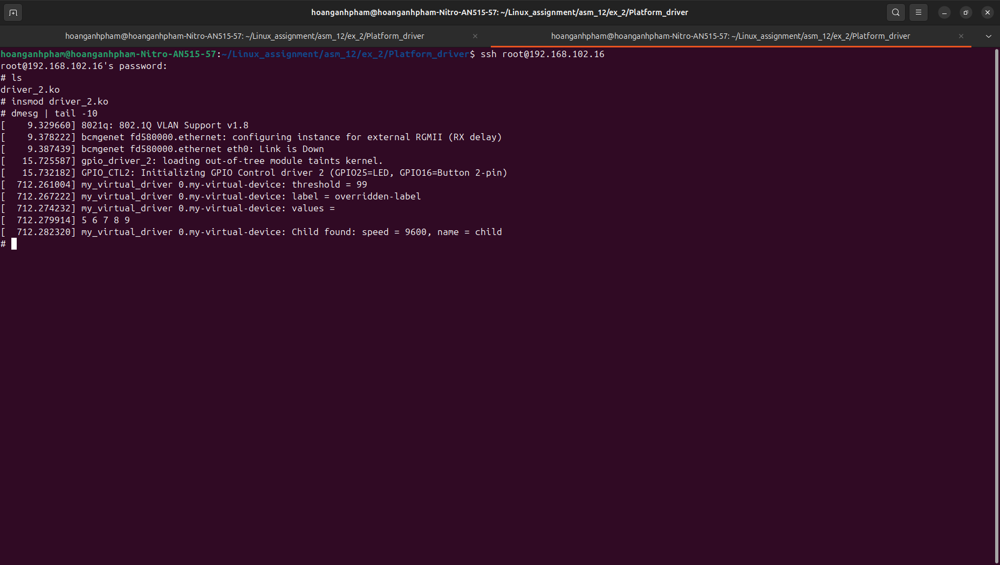 hoanganhpham@hoanganhpham-Nitro-AN515-57: ~/Linux_assignment/asm_12/ex_2/Platform_driver
hoanganhpham@hoanganhpham-Nitro-AN515-57: ~/Linux_assignment/asm_12/ex_2/Platform_driver
hoanganhpham@hoanganhpham-Nitro-AN515-57: ~/Linux_assignment/asm_12/ex_2/Platform_driver
hoanganhpham@hoanganhpham-Nitro-AN515-57:~/Linux_assignment/asm_12/ex_2/Platform_driver$ ssh root@192.168.102.16
root@192.168.102.16's password:
# ls
driver_2.ko
# insmod driver_2.ko
# dmesg | tail -10
[    9.329660] 8021q: 802.1Q VLAN Support v1.8
[    9.378222] bcmgenet fd580000.ethernet: configuring instance for external RGMII (RX delay)
[    9.387439] bcmgenet fd580000.ethernet eth0: Link is Down
[   15.725587] gpio_driver_2: loading out-of-tree module taints kernel.
[   15.732182] GPIO_CTL2: Initializing GPIO Control driver 2 (GPIO25=LED, GPIO16=Button 2-pin)
[  712.261004] my_virtual_driver 0.my-virtual-device: threshold = 99
[  712.267222] my_virtual_driver 0.my-virtual-device: label = overridden-label
[  712.274232] my_virtual_driver 0.my-virtual-device: values =
[  712.279914] 5 6 7 8 9
[  712.282320] my_virtual_driver 0.my-virtual-device: Child found: speed = 9600, name = child
#